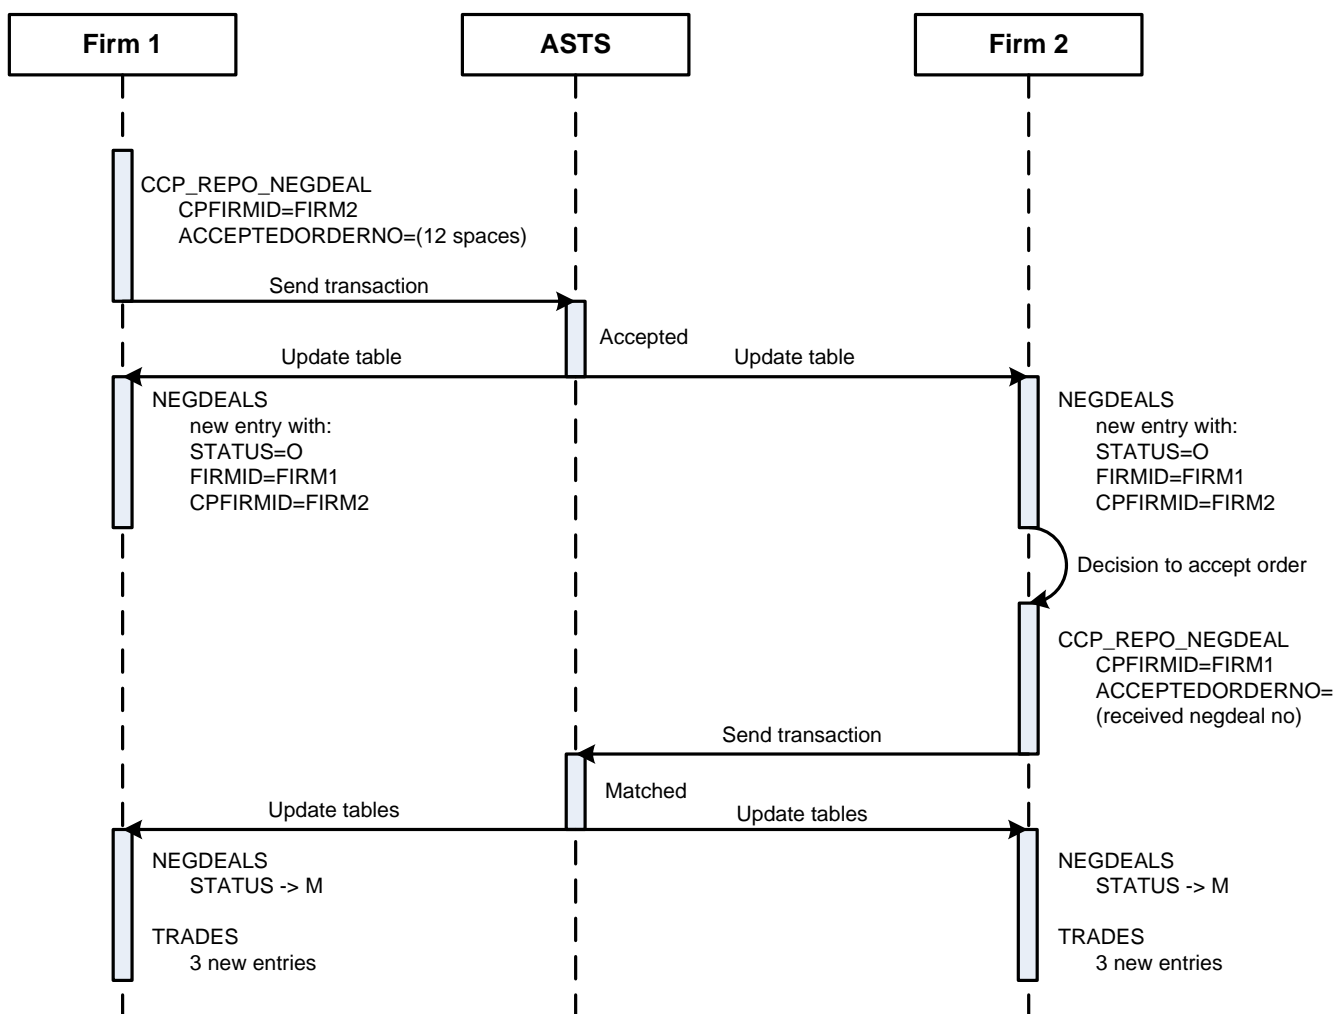 Firm 1
ASTS
Firm 2
CCP_REPO_NEGDEAL
CPFIRMID=FIRM2
ACCEPTEDORDERNO=(12 spaces)
Send transaction
Accepted
Update table
Update table
NEGDEALS
new entry with:
STATUS=O
FIRMID=FIRM1
CPFIRMID=FIRM2
NEGDEALS
new entry with:
STATUS=O
FIRMID=FIRM1
CPFIRMID=FIRM2
Decision to accept order
CCP_REPO_NEGDEAL
CPFIRMID=FIRM1
ACCEPTEDORDERNO=
(received negdeal no)
Send transaction
Matched
Update tables
Update tables
NEGDEALS
STATUS -> M
TRADES
3 new entries
NEGDEALS
STATUS -> M
TRADES
3 new entries